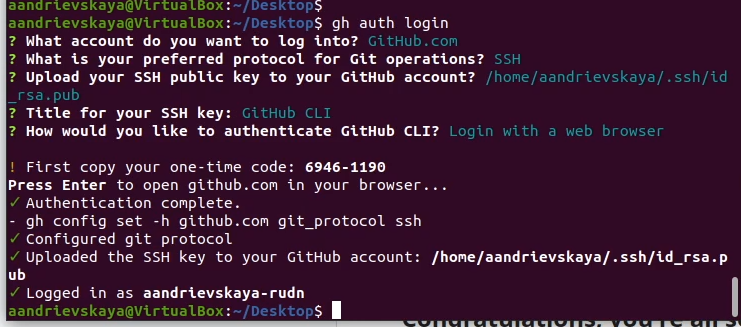 aandrievskaya@VirtualBox:~/Desktop$
aandrievskaya@VirtualBox:~/Desktop$ gh auth login
? What account do you want to log into? GitHub.com
? What is your preferred protocol for Git operations? SSH
? Upload your SSH public key to your GitHub account? /home/aandrievskaya/.ssh/id
_rsa.pub
? Title for your SSH key: GitHub CLI
? How would you like to authenticate GitHub CLI? Login with a web browser
! First copy your one-time code: 6946-1190
Press Enter to open github.com in your browser...
✓ Authentication complete.
- gh config set -h github.com git_protocol ssh
✓ Configured git protocol
✓ Uploaded the SSH key to your GitHub account: /home/aandrievskaya/.ssh/id_rsa.p
ub
✓ Logged in as aandrievskaya-rudn
aandrievskaya@VirtualBox:~/Desktop$
Congratulations, you're all s